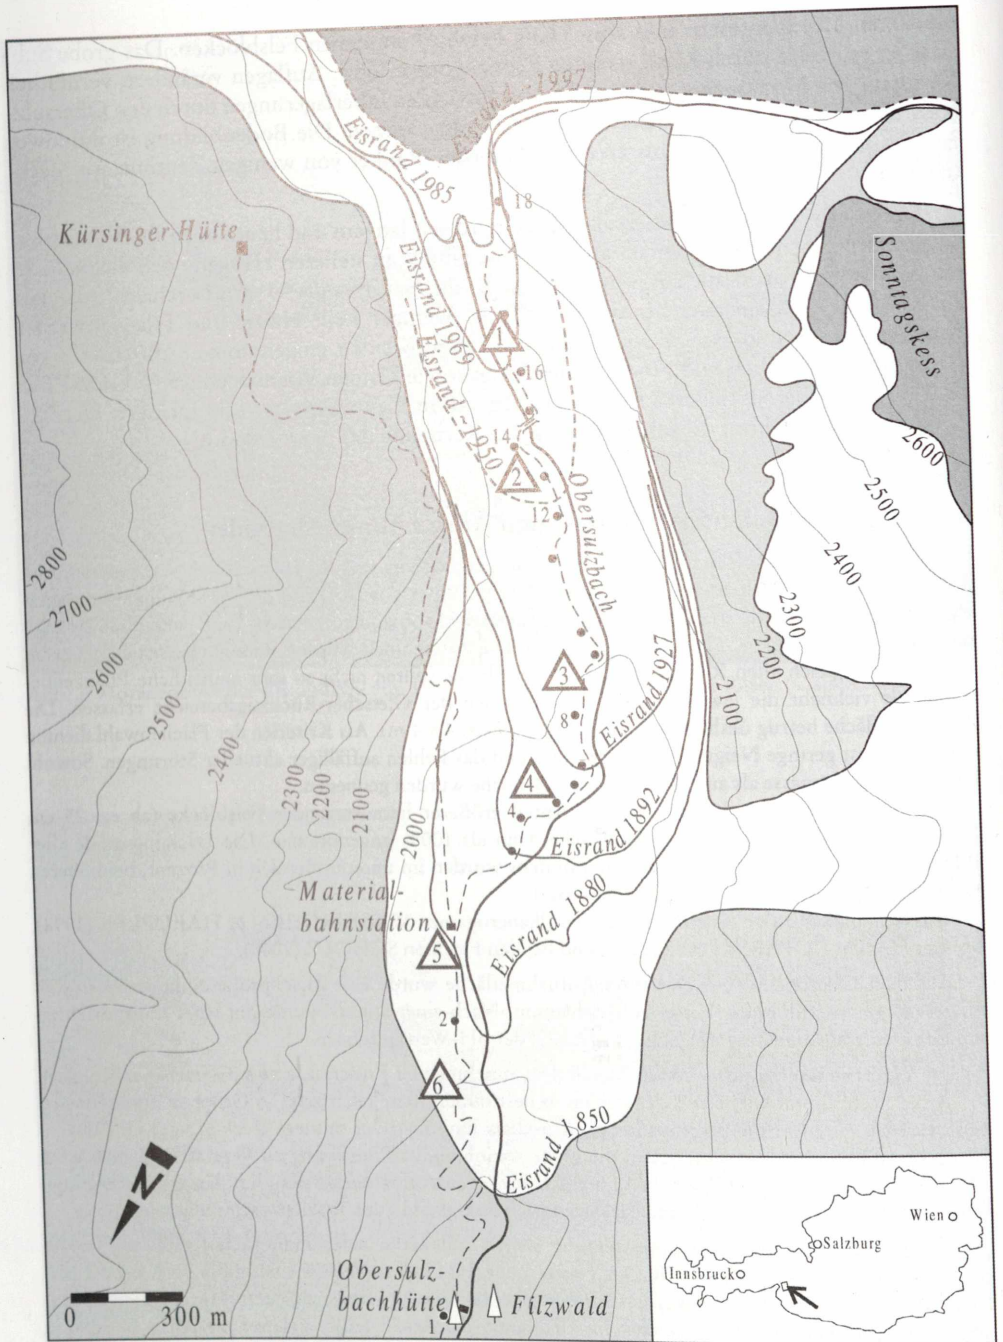 Eisrand ~1997
Eisrand 1985
18
Kürsinger Hütte
Sonntagskess
Eisrand 1969
1
Eisrand ~1950
16
14
2
2600
12
2500
Obersulzbach
2400
2800
2700
2300
2600
2200
2500
3
2100
Eisrand 1927
8
2400
2300
4
2200
4
2100
2000
Eisrand 1892
Material-
bahnstation
Eisrand 1880
5
2
6
Eisrand 1850
N
Wien
Salzburg
Innsbruck
Obersulz-
bachhütte
Filzwald
300 m
1